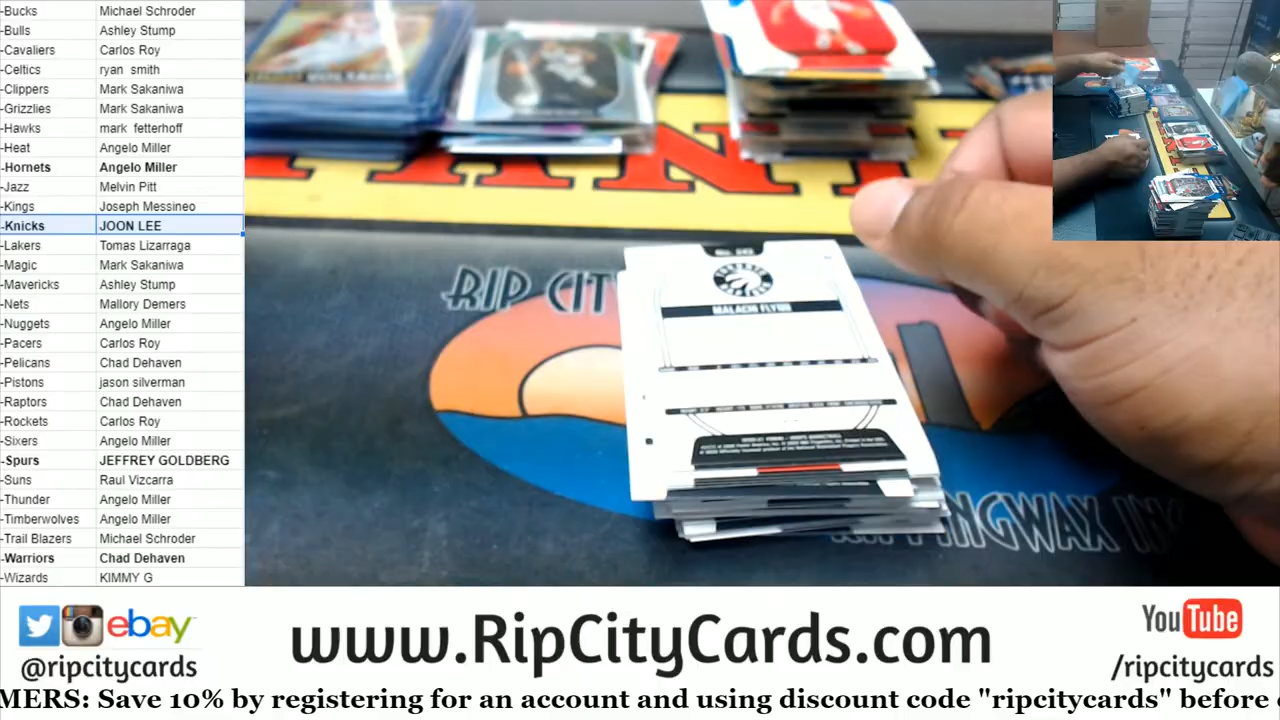 -Bucks Michael Schroder
-Bulls Ashley Stump
-Cavaliers Carlos Roy
-Celtics ryan smith
-Clippers Mark Sakaniwa
-Grizzlies Mark Sakaniwa
-Hawks mark fetterhoff
-Heat Angelo Miller
-Hornets Angelo Miller
-Jazz Melvin Pitt
-Kings Joseph Messineo
-Knicks JOON LEE
-Lakers Tomas Lizarraga
-Magic Mark Sakaniwa
-Mavericks Ashley Stump
-Nets Mallory Demers
-Nuggets Angelo Miller
-Pacers Carlos Roy
-Pelicans Chad Dehaven
-Pistons jason silverman
-Raptors Chad Dehaven
-Rockets Carlos Roy
-Sixers Angelo Miller
-Spurs JEFFREY GOLDBERG
-Suns Raul Vizcarra
-Thunder Angelo Miller
-Timberwolves Angelo Miller
-Trail Blazers Michael Schroder
-Warriors Chad Dehaven
-Wizards KIMMY G
RIP CIT
MALACHI FLYNN
PINGWAX IN
ebay
@ripcitycards
www.RipCityCards.com
YouTube
/ripcitycards
MERS: Save 10% by registering for an account and using discount code "ripcitycards" before